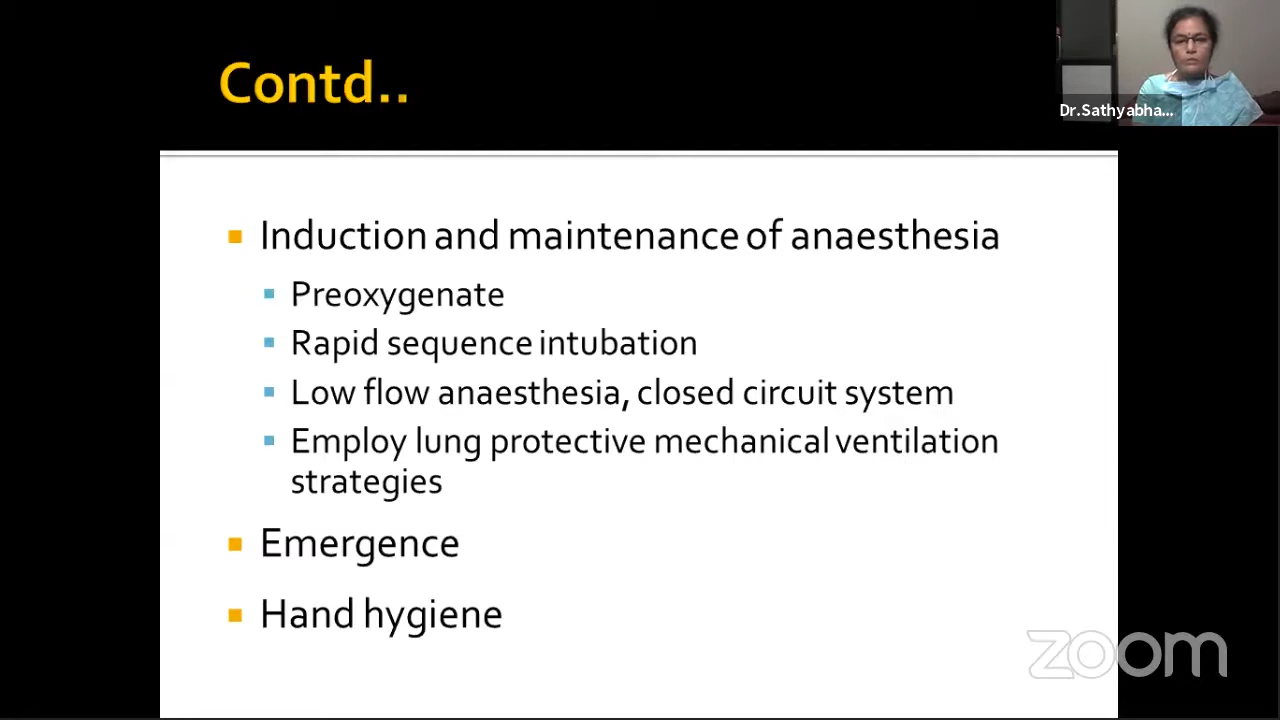 Contd..
Dr.Sathyabha...
Induction and maintenance of anaesthesia
Preoxygenate
Rapid sequence intubation
Low flow anaesthesia, closed circuit system
Employ lung protective mechanical ventilation
strategies
Emergence
Hand hygiene
zoom